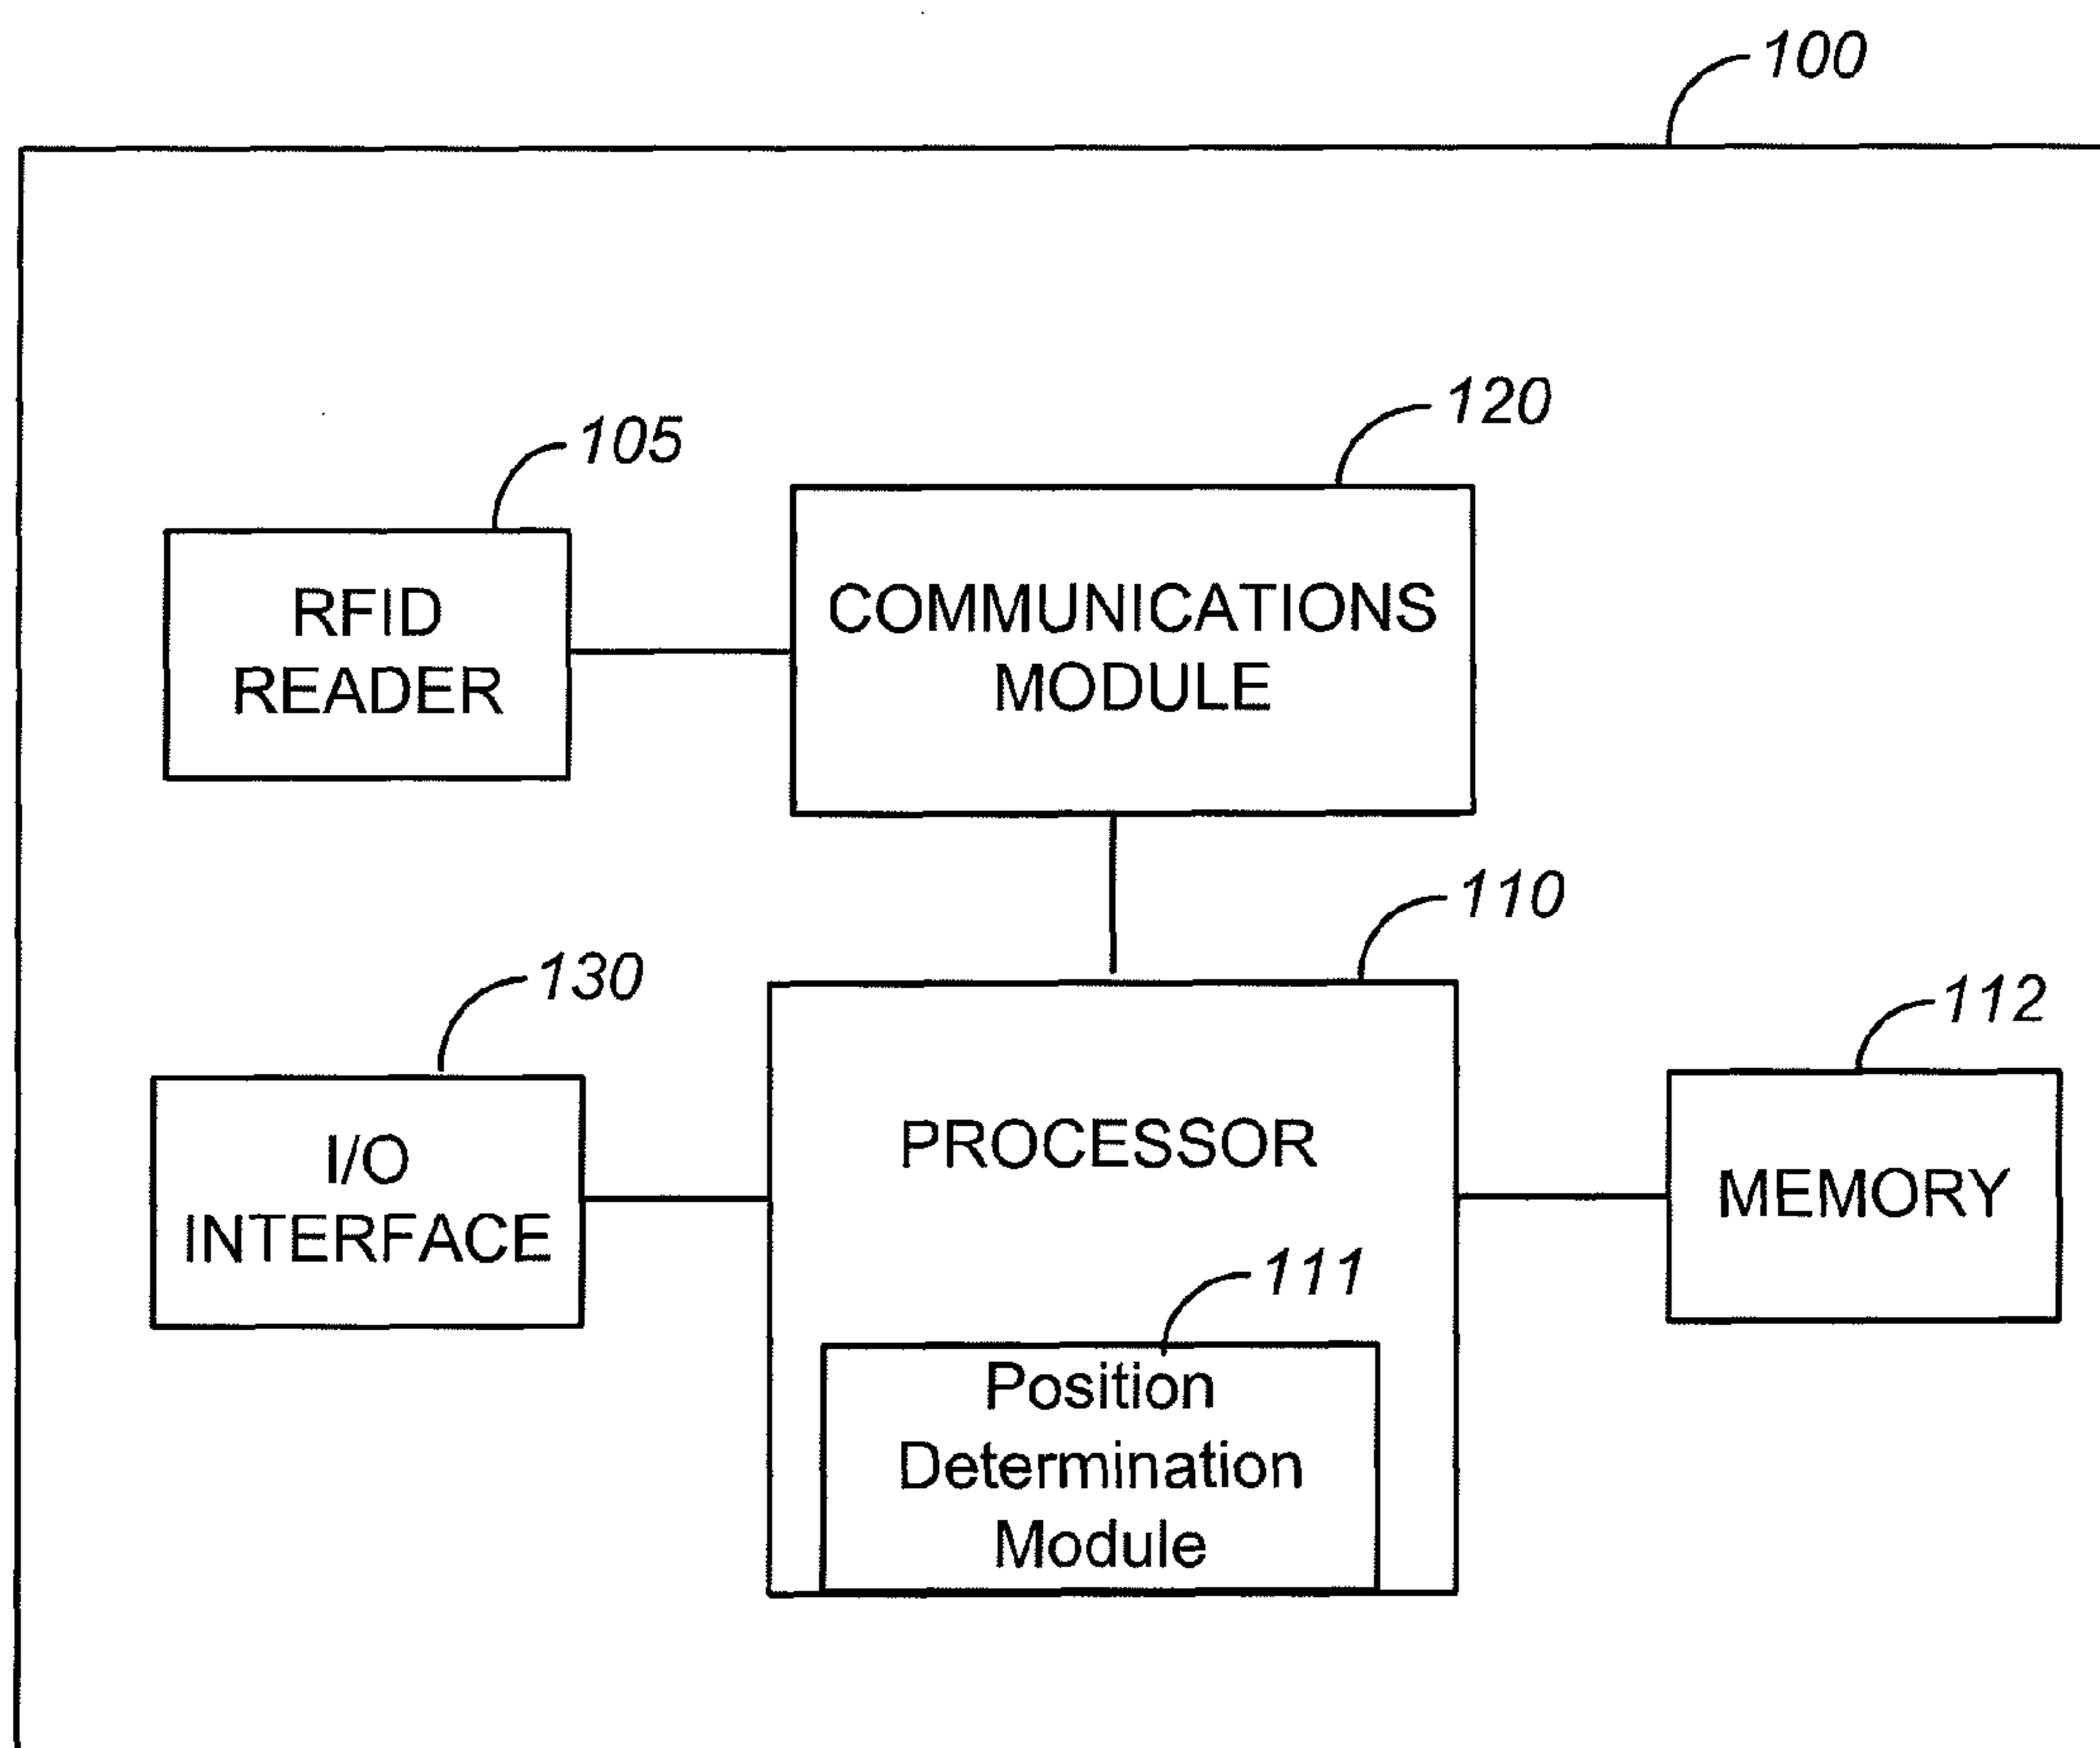 100
120
105
RFID
READER
COMMUNICATIONS
MODULE
110
130
112
I/O
INTERFACE
PROCESSOR
MEMORY
111
Position
Determination
Module